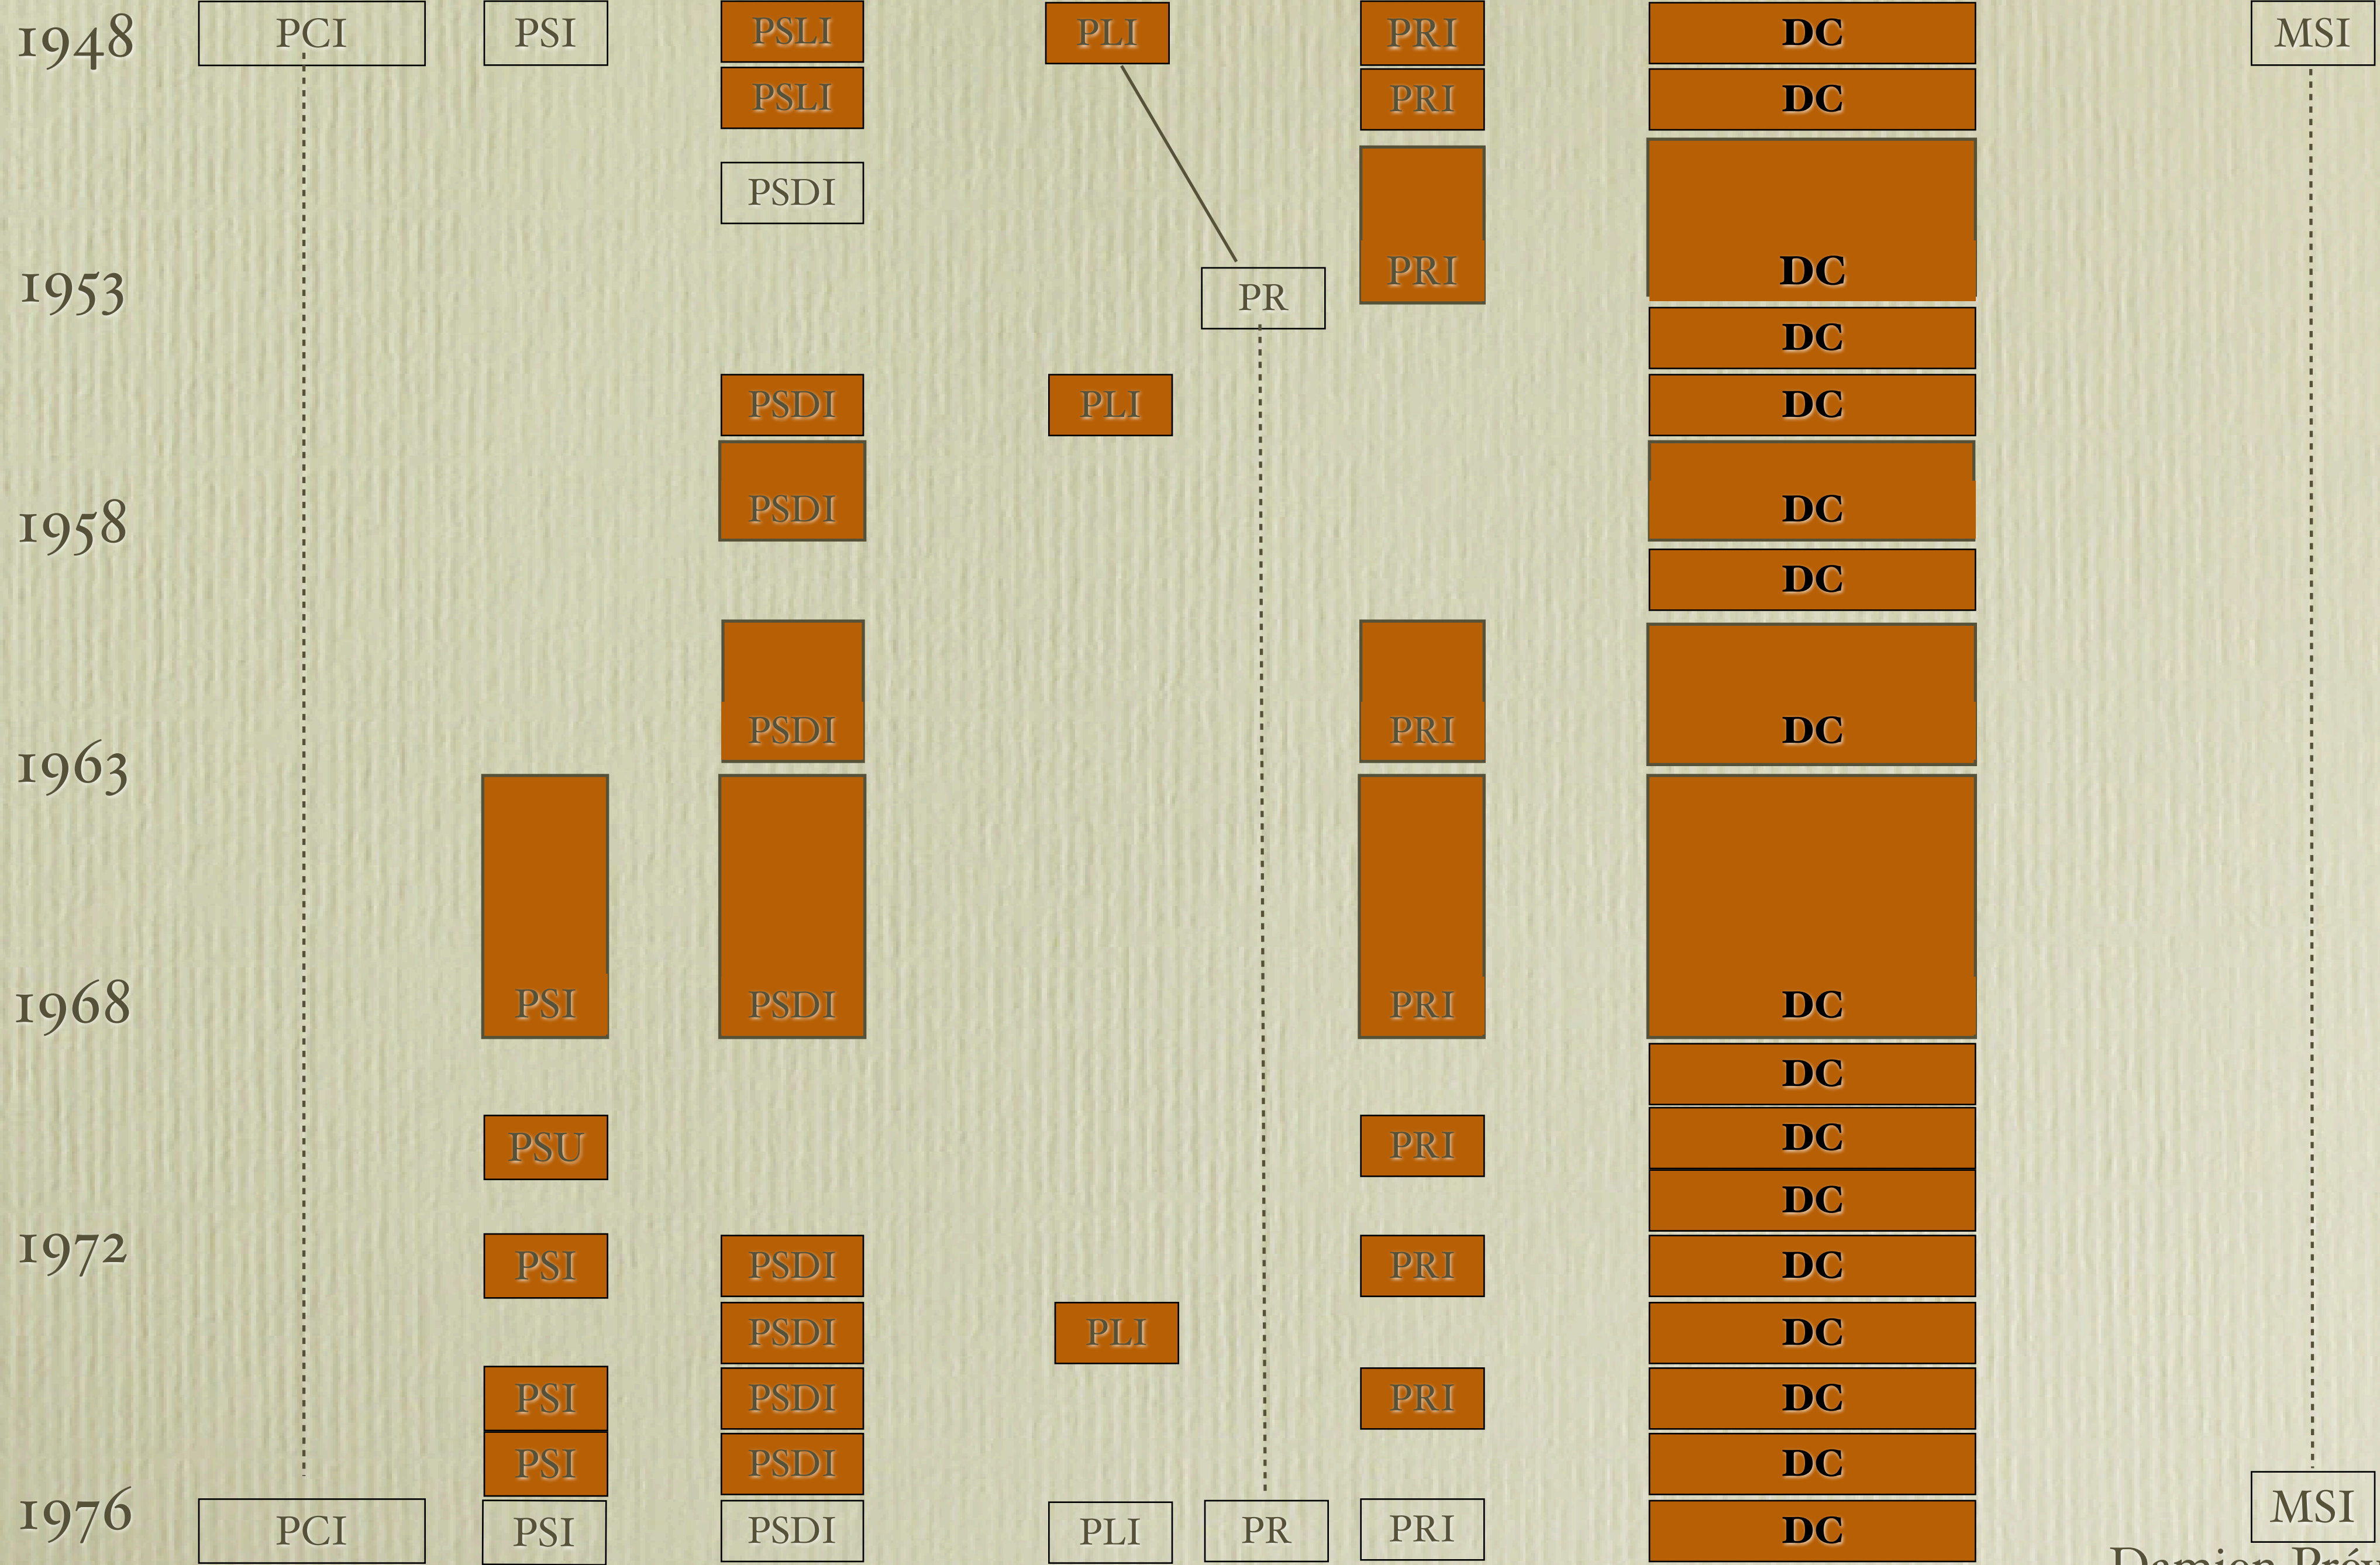 1948 PCI PSI PSLI PLI PRI DC MSI
PSLI PRI DC
PSDI
1953 PR PRI DC
DC
PSDI PLI DC
1958 PSDI DC
DC
1963 PSDI PRI DC
1968 PSI PSDI PRI DC
DC
PSU PRI DC
DC
1972 PSI PSDI PRI DC
PSDI PLI DC
PSI PSDI PRI DC
PSI PSDI DC
1976 PCI PSI PSDI PLI PR PRI DC MSI
Damien